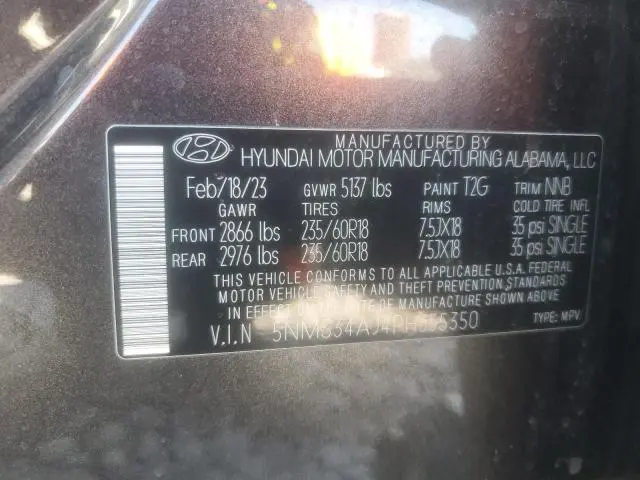 MANUFACTURED BY
HYUNDAI MOTOR MANUFACTURING ALABAMA, LLC
Feb/18/23 GVWR 5137 lbs PAINT T2G TRIM NNB
GAWR TIRES RIMS COLD TIRE INFL
FRONT 2866 lbs 235/60R18 7.5JX18 35 psi SINGLE
REAR 2976 lbs 235/60R18 7.5JX18 35 psi SINGLE
THIS VEHICLE CONFORMS TO ALL APPLICABLE U.S.A. FEDERAL
MOTOR VEHICLE SAFETY AND THEFT PREVENTION STANDARDS
IN EFFECT ON THE DATE OF MANUFACTURE SHOWN ABOVE.
V.I.N TYPE: MPV